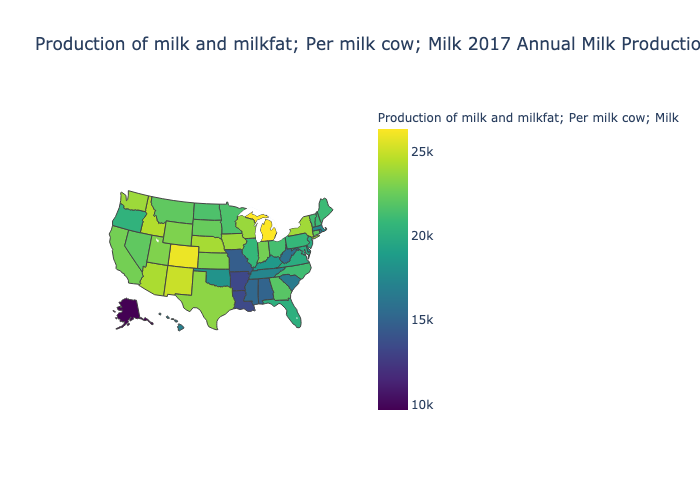 Production of milk and milkfat; Per milk cow; Milk 2017 Annual Milk Productio
Production of milk and milkfat; Per milk cow; Milk
25k
20k
15k
10k